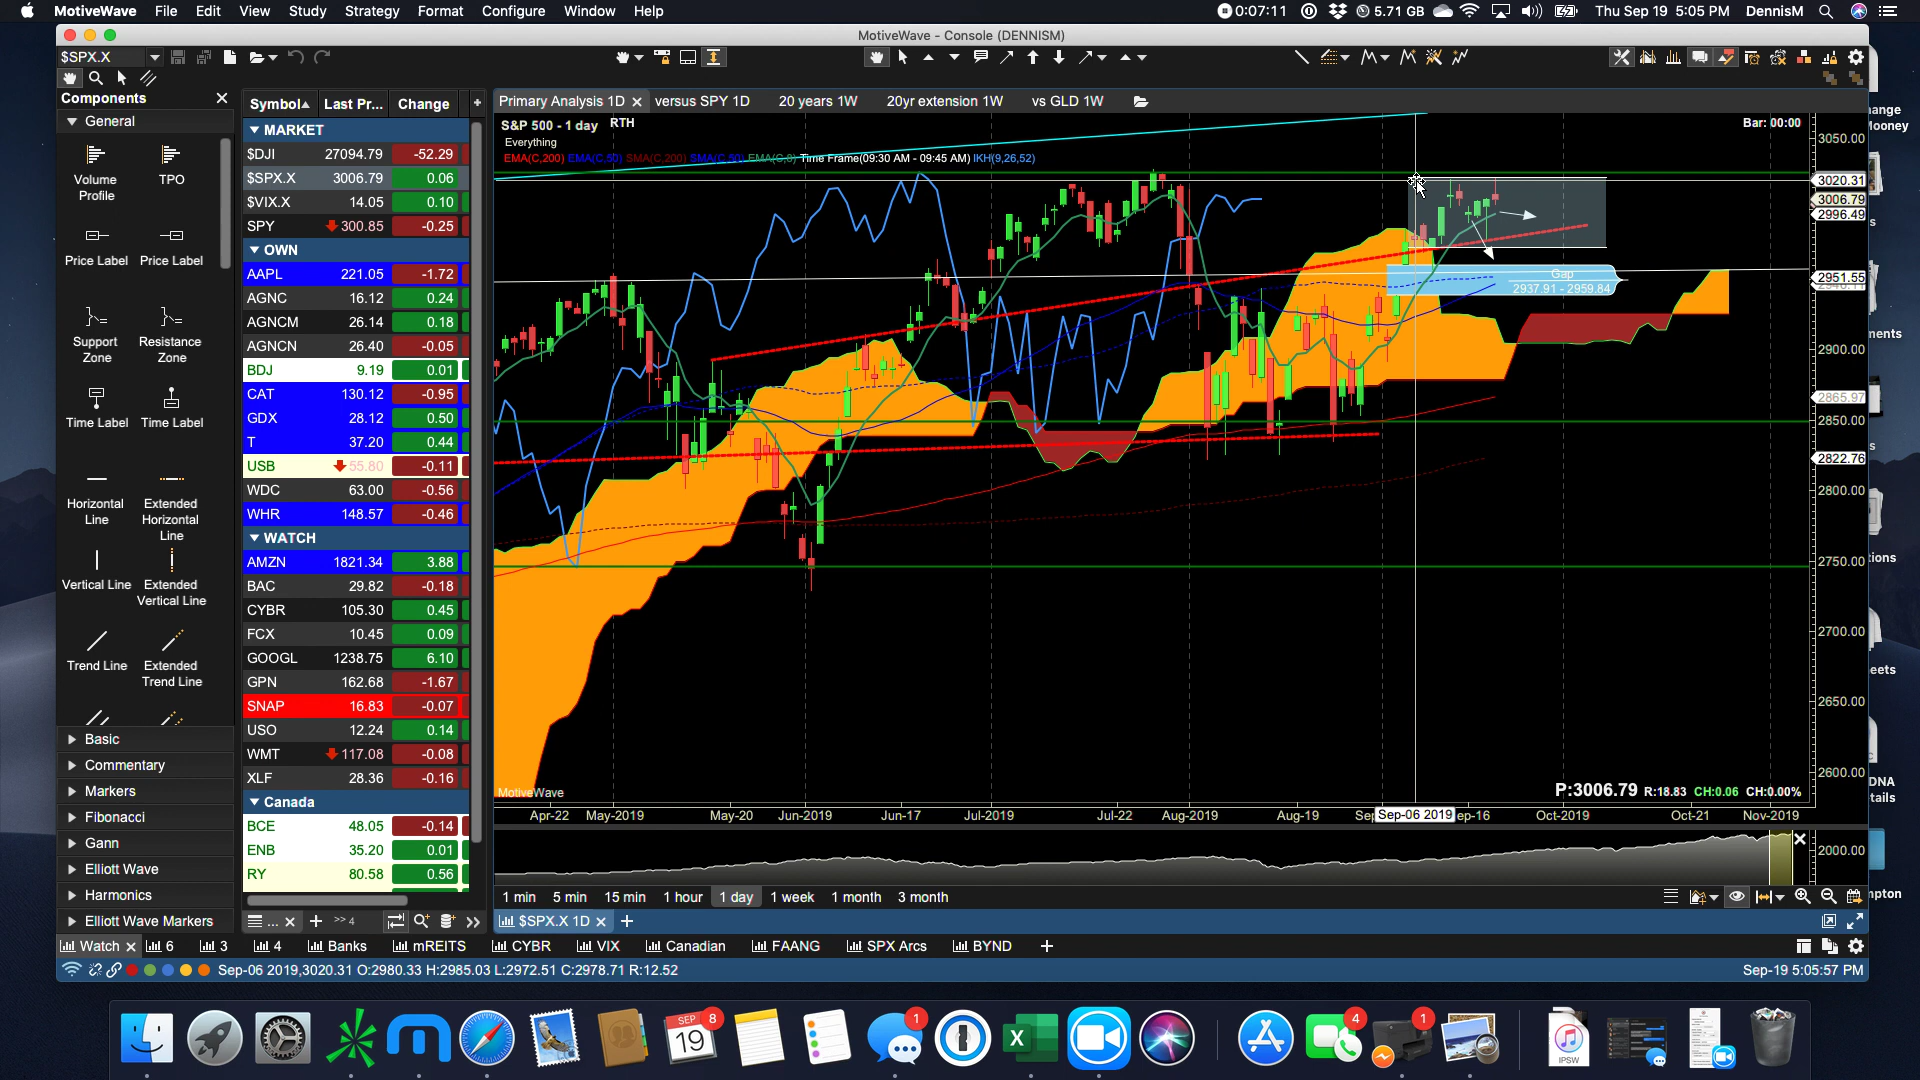 MotiveWave File Edit View Study Strategy Format Configure Window Help 0:07:11 5.71 GB Thu Sep 19 5:05 PM DennisM
MotiveWave - Console (DENNISM)
$SPX.X
Components
General
Volume Profile
TPO
Price Label Price Label
Support Zone
Resistance Zone
Time Label Time Label
Horizontal Line
Extended Horizontal Line
Vertical Line
Extended Vertical Line
Trend Line
Extended Trend Line
Basic
Commentary
Markers
Fibonacci
Gann
Elliott Wave
Harmonics
Elliott Wave Markers
Symbol Last Pr... Change +
MARKET
$DJI 27094.79 -52.29
$SPX.X 3006.79 0.06
$VIX.X 14.05 0.10
SPY 300.85 -0.25
OWN
AAPL 221.05 -1.72
AGNC 16.12 0.24
AGNCM 26.14 0.18
AGNCN 26.40 -0.05
BDJ 9.19 0.01
CAT 130.12 -0.95
GDX 28.12 0.50
T 37.20 0.44
USB 55.80 -0.11
WDC 63.00 -0.56
WHR 148.57 -0.46
WATCH
AMZN 1821.34 3.88
BAC 29.82 -0.18
CYBR 105.30 0.45
FCX 10.45 0.09
GOOGL 1238.75 6.10
GPN 162.68 -1.67
SNAP 16.83 -0.07
USO 12.24 0.14
WMT 117.08 -0.08
XLF 28.36 -0.16
Canada
BCE 48.05 -0.14
ENB 35.20 0.01
RY 80.58 0.56
... >> 4
Primary Analysis 1D versus SPY 1D 20 years 1W 20yr extension 1W vs GLD 1W
S&P 500 - 1 day RTH
Everything
EMA(C,200) EMA(C,50) SMA(C,200) SMA(C,50) EMA(C,8) Time Frame(09:30 AM - 09:45 AM) IKH(9,26,52)
Bar: 00:00
3050.00
3020.31
3006.79
2996.49
2951.55
2900.00
2865.97
2850.00
2822.76
2800.00
2750.00
2700.00
2650.00
2600.00
Gap
2937.91 - 2959.84
MotiveWave
P:3006.79 R:18.83 CH:0.06 CH:0.00%
Apr-22 May-2019 May-20 Jun-2019 Jun-17 Jul-2019 Jul-22 Aug-2019 Aug-19 Sep-06 2019 ep-16 Oct-2019 Oct-21 Nov-2019
2000.00
1 min 5 min 15 min 1 hour 1 day 1 week 1 month 3 month
$SPX.X 1D
Watch 6 3 4 Banks mREITS CYBR VIX Canadian FAANG SPX Arcs BYND
Sep-06 2019,3020.31 O:2980.33 H:2985.03 L:2972.51 C:2978.71 R:12.52
Sep-19 5:05:57 PM
ange
ooney
s
ments
s
ions
eets
DNA
tails
npton
SEP
19
8
1
4
1
IPSW